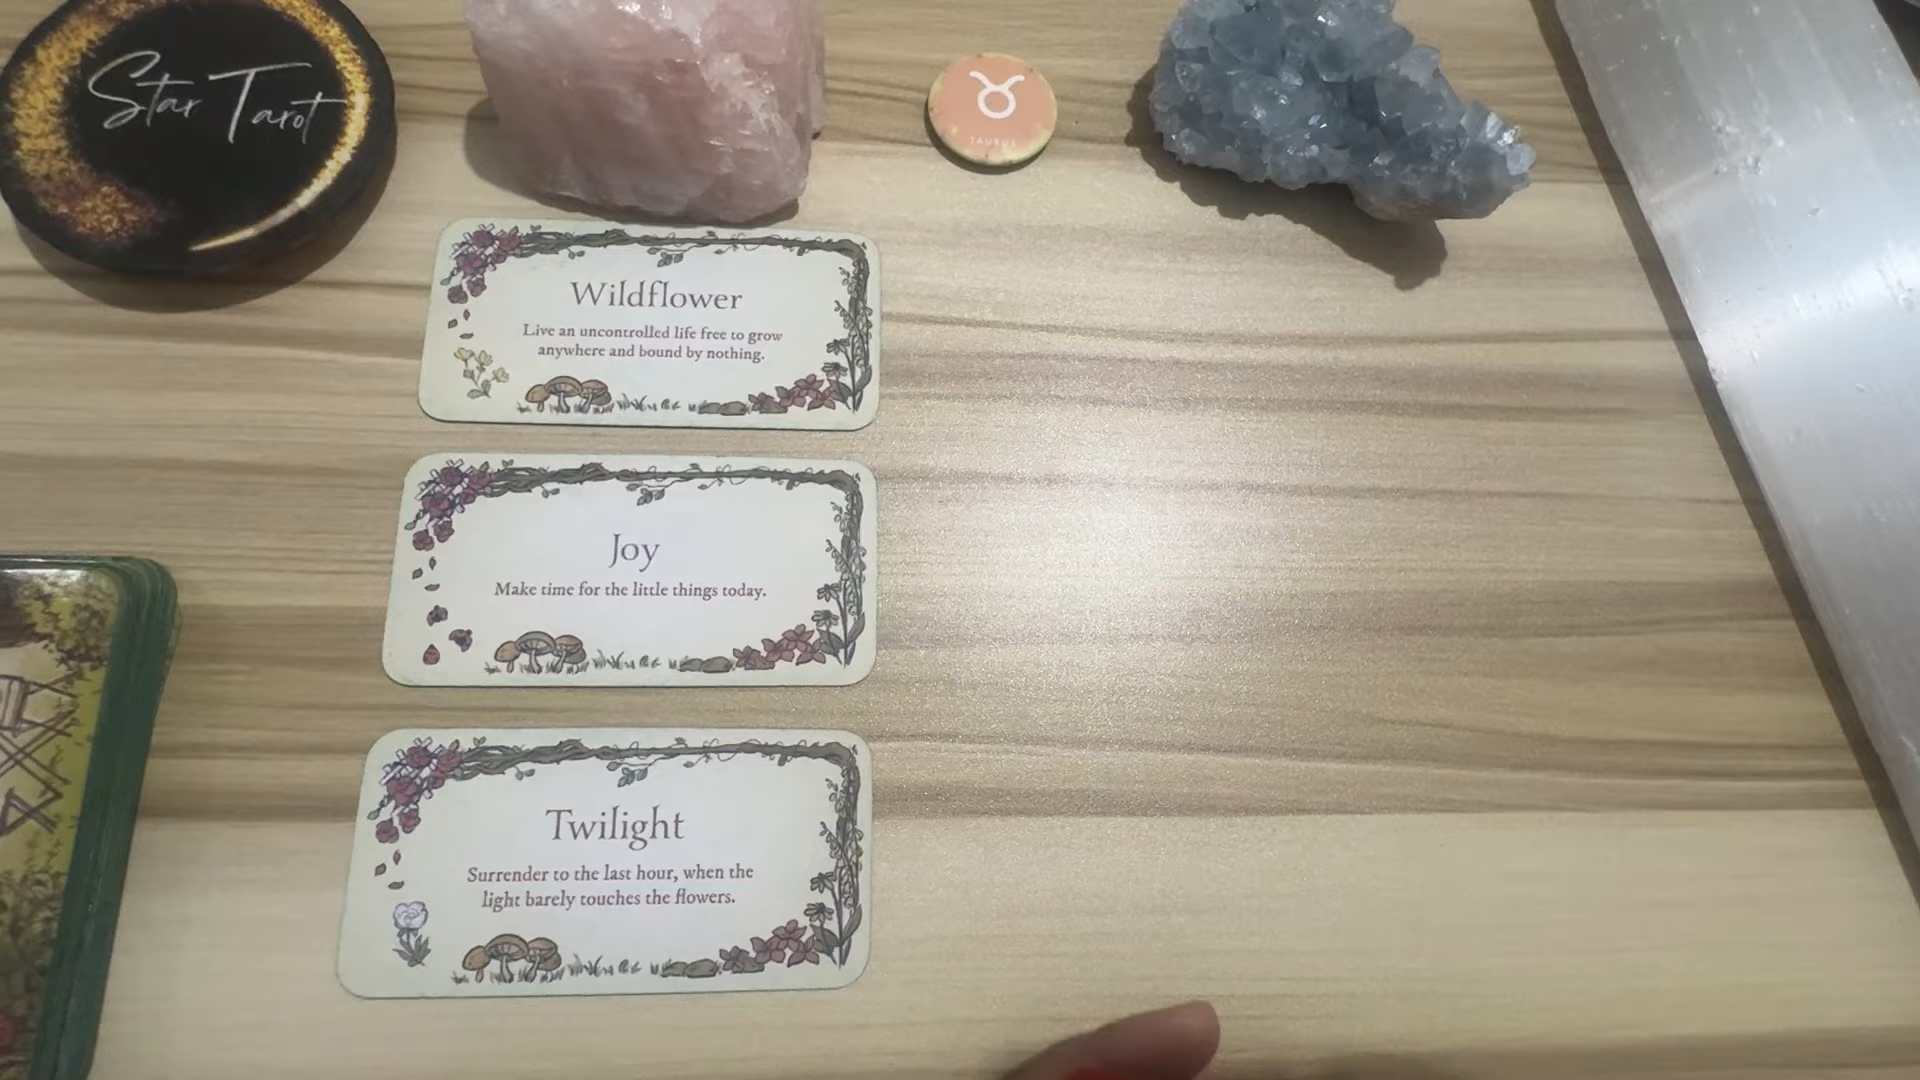 Star Tarot
TAURUS
Wildflower
Live an uncontrolled life free to grow
anywhere and bound by nothing.
Joy
Make time for the little things today.
Twilight
Surrender to the last hour, when the
light barely touches the flowers.